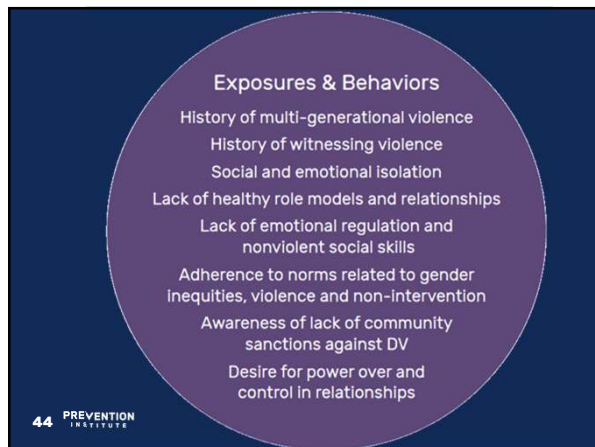 Exposures & Behaviors
History of multi-generational violence
History of witnessing violence
Social and emotional isolation
Lack of healthy role models and relationships
Lack of emotional regulation and
nonviolent social skills
Adherence to norms related to gender
inequities, violence and non-intervention
Awareness of lack of community
sanctions against DV
Desire for power over and
control in relationships
44 PREVENTION
INSTITUTE